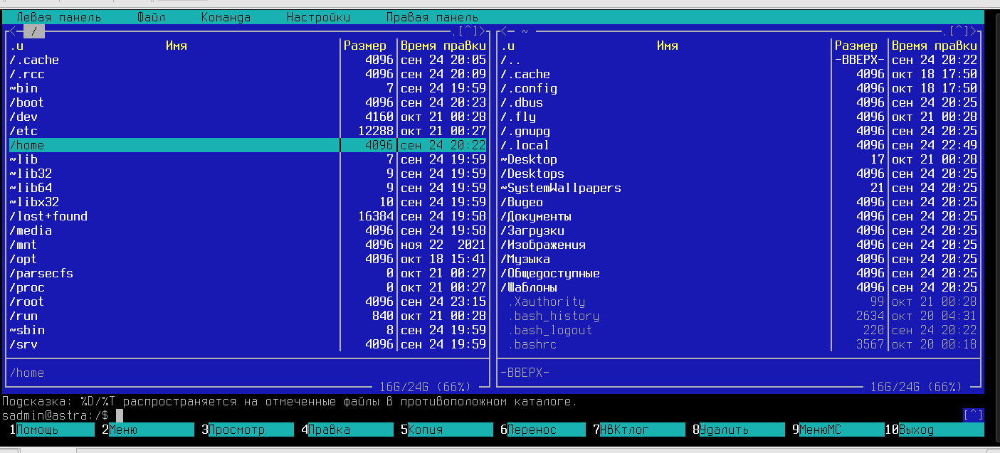 Левая панель Файл Команда Настройки Правая панель
/ .[^]>
~ .[^]>
.и Имя Размер Время правки
/.cache 4096 сен 24 20:05
/.rcc 4096 сен 24 20:09
~bin 7 сен 24 19:59
/boot 4096 сен 24 20:23
/dev 4160 окт 21 00:28
/etc 12288 окт 21 00:27
/home 4096 сен 24 20:22
~lib 7 сен 24 19:59
~lib32 9 сен 24 19:59
~lib64 9 сен 24 19:59
~libx32 10 сен 24 19:59
/lost+found 16384 сен 24 19:58
/media 4096 сен 24 19:58
/mnt 4096 ноя 22 2021
/opt 4096 окт 18 15:41
/parsecfs 0 окт 21 00:27
/proc 0 окт 21 00:27
/root 4096 сен 24 23:15
/run 840 окт 21 00:28
~sbin 8 сен 24 19:59
/srv 4096 сен 24 19:59
/home
16G/24G (66%)
.и Имя Размер Время правки
/.. -ВВЕРХ- сен 24 20:22
/.cache 4096 окт 18 17:50
/.config 4096 окт 18 17:50
/.dbus 4096 сен 24 20:25
/.fly 4096 окт 21 00:28
/.gnupg 4096 сен 24 20:25
/.local 4096 сен 24 22:49
~Desktop 17 окт 21 00:28
/Desktops 4096 сен 24 20:25
~SystemWallpapers 21 сен 24 20:25
/Видео 4096 сен 24 20:25
/Документы 4096 сен 24 20:25
/Загрузки 4096 сен 24 20:25
/Изображения 4096 сен 24 20:25
/Музыка 4096 сен 24 20:25
/Общедоступные 4096 сен 24 20:25
/Шаблоны 4096 сен 24 20:25
.Xauthority 99 окт 21 00:28
.bash_history 2634 окт 20 04:31
.bash_logout 220 сен 24 20:22
.bashrc 3567 окт 20 00:18
-ВВЕРХ-
16G/24G (66%)
Подсказка: %D/%T распространяется на отмеченные файлы в противоположном каталоге.
sadmin@astra:/$ [^]
1Помощь 2Меню 3Просмотр 4Правка 5Копия 6Перенос 7НВКтлог 8Удалить 9МенюМС 10Выход